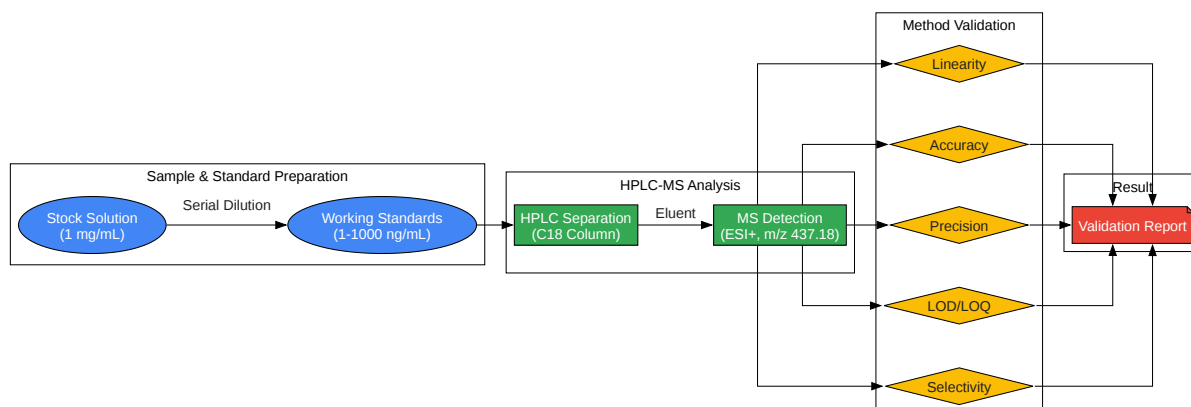 Method Validation
Linearity
Accuracy
Sample & Standard Preparation
Stock Solution
(1 mg/mL)
Serial Dilution
Working Standards
(1-1000 ng/mL)
HPLC-MS Analysis
HPLC Separation
(C18 Column)
Eluent
MS Detection
(ESI+, m/z 437.18)
Precision
Result
Validation Report
LOD/LOQ
Selectivity